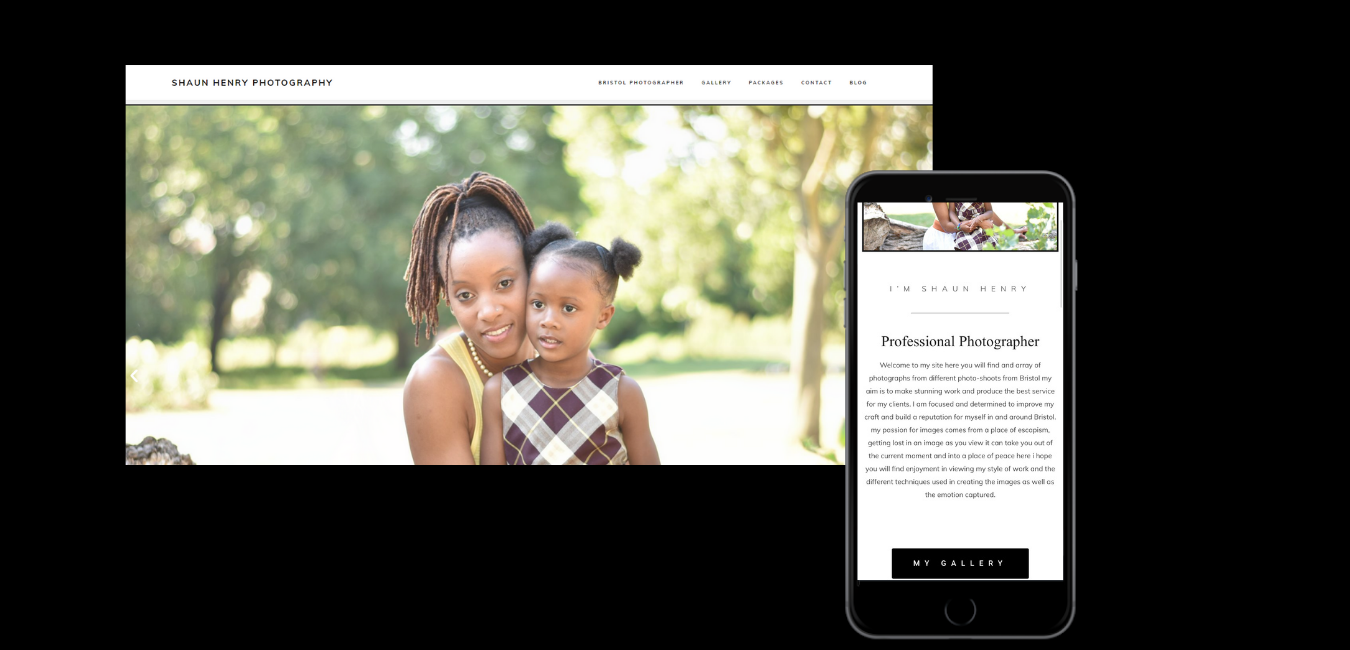 SHAUN HENRY PHOTOGRAPHY
BRISTOL PHOTOGRAPHER GALLERY PACKAGES CONTACT BLOG
I'M SHAUN HENRY
Professional Photographer
Welcome to my site here you will find and array of
photographs from different photo-shoots from Bristol my
aim is to make stunning work and produce the best service
for my clients. I am focused and determined to improve my
craft and build a reputation for myself in and around Bristol.
my passion for images comes from a place of escapism,
getting lost in an image as you view it can take you out of
the current moment and into a place of peace here i hope
you will find enjoyment in viewing my style of work and the
different techniques used in creating the images as well as
the emotion captured.
MY GALLERY